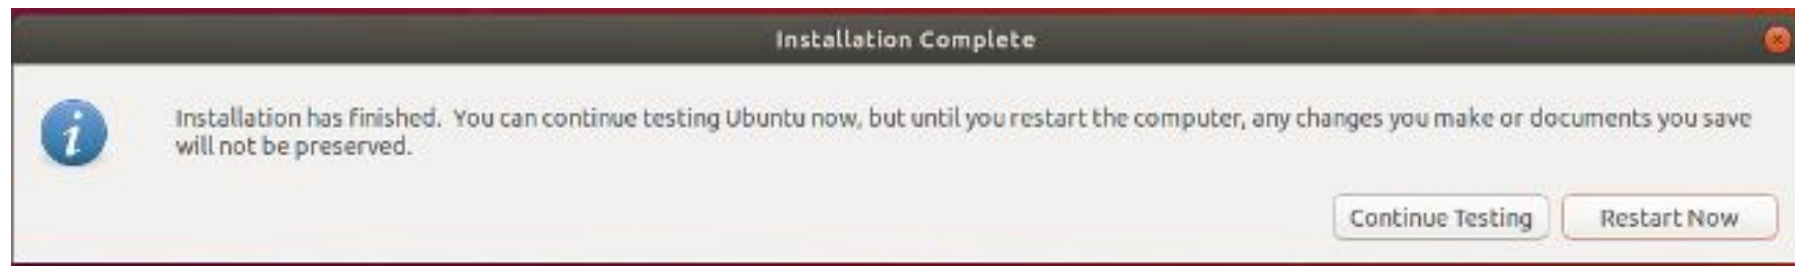 Installation Complete
Installation has finished.  You can continue testing Ubuntu now, but until you restart the computer, any changes you make or documents you save
will not be preserved.
Continue Testing
Restart Now